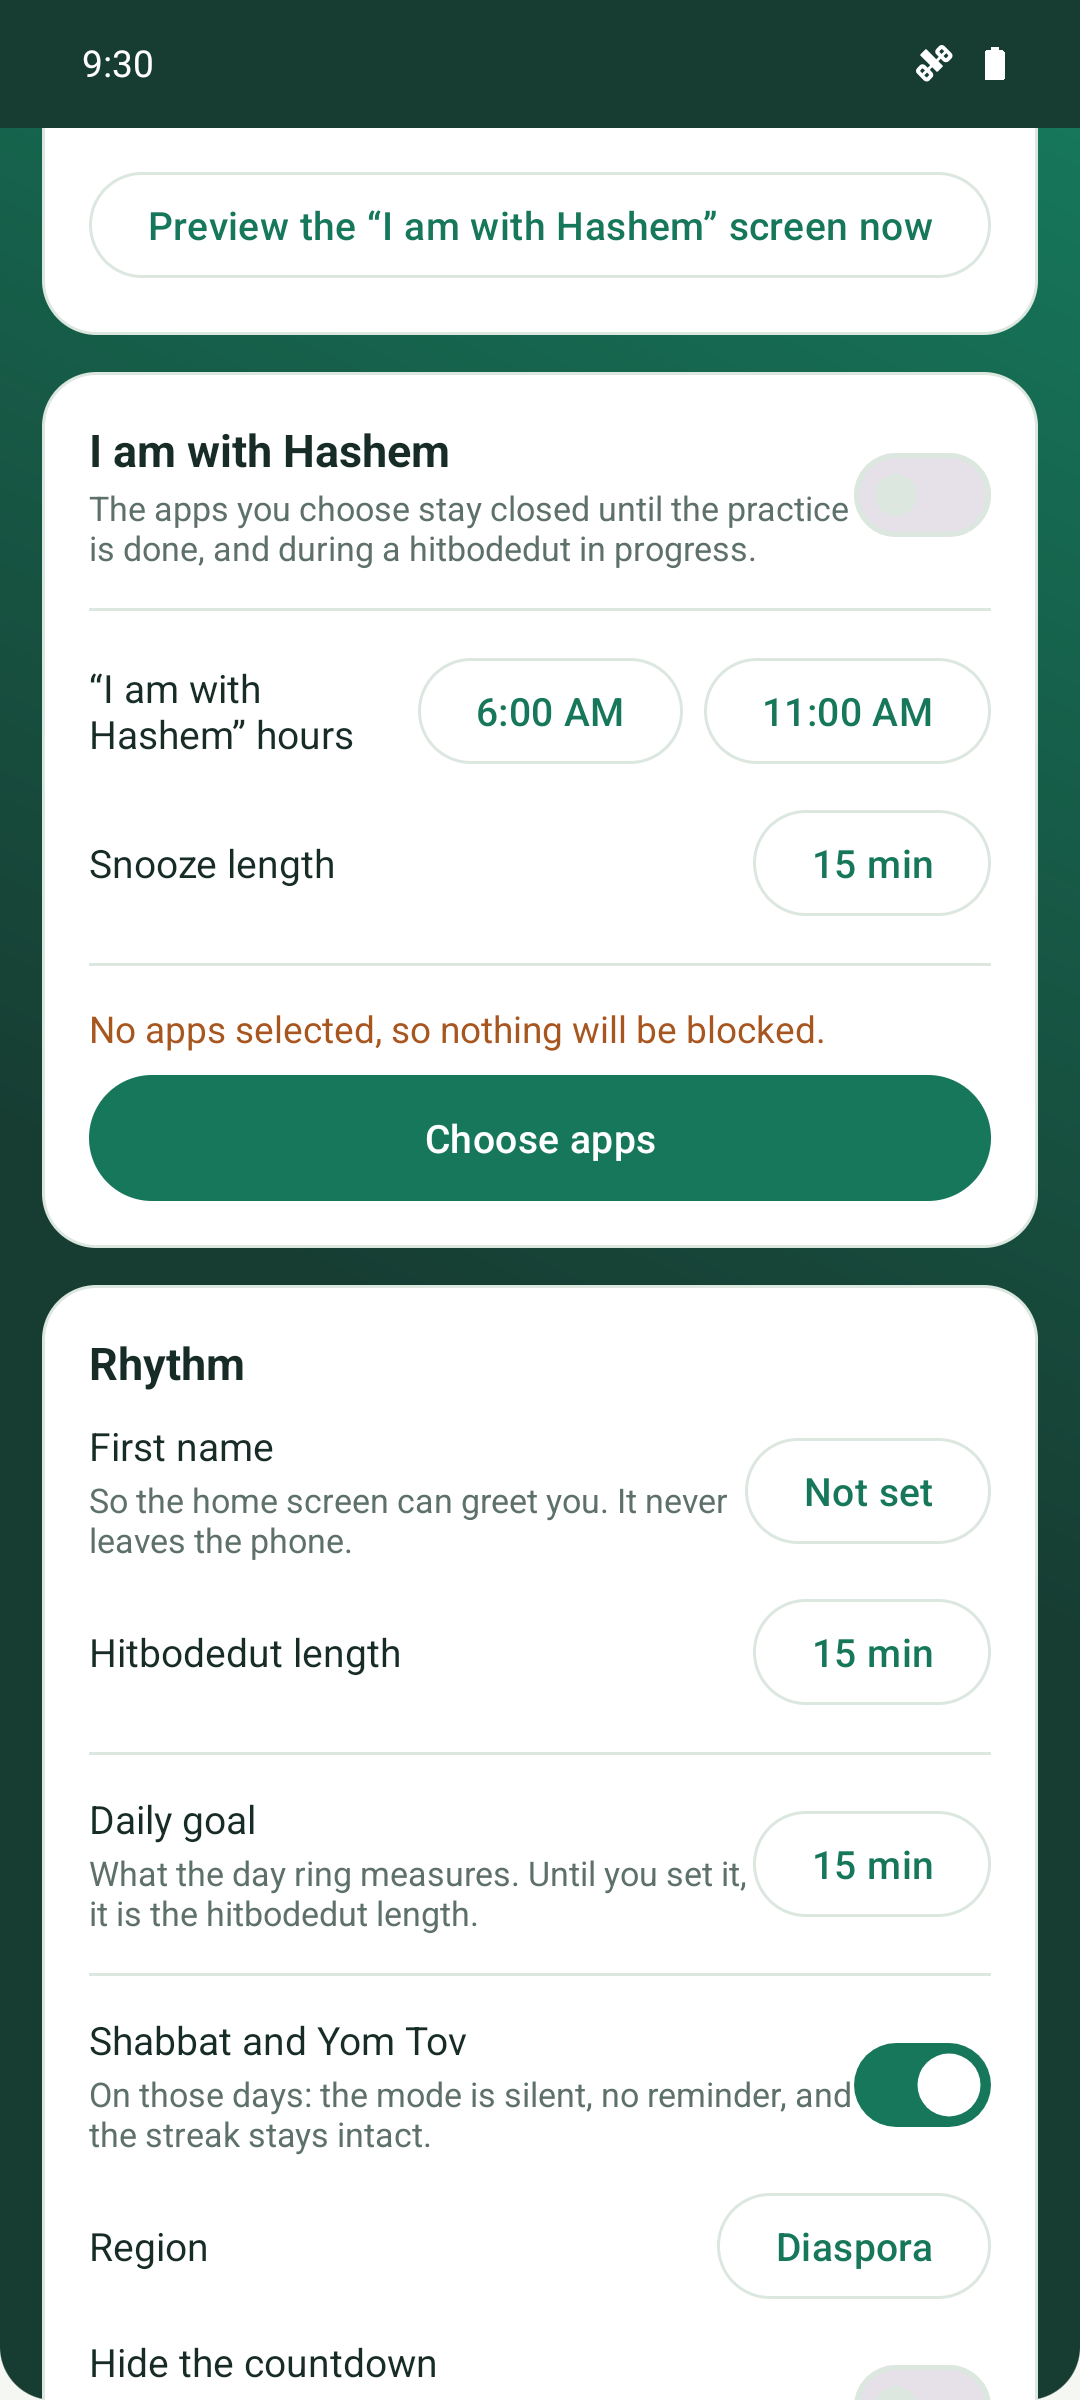 9:30
Preview the “I am with Hashem” screen now
I am with Hashem
The apps you choose stay closed until the practice
is done, and during a hitbodedut in progress.
“I am with
Hashem” hours
6:00 AM
11:00 AM
Snooze length
15 min
No apps selected, so nothing will be blocked.
Choose apps
Rhythm
First name
So the home screen can greet you. It never
leaves the phone.
Not set
Hitbodedut length
15 min
Daily goal
What the day ring measures. Until you set it,
it is the hitbodedut length.
15 min
Shabbat and Yom Tov
On those days: the mode is silent, no reminder, and
the streak stays intact.
Region
Diaspora
Hide the countdown